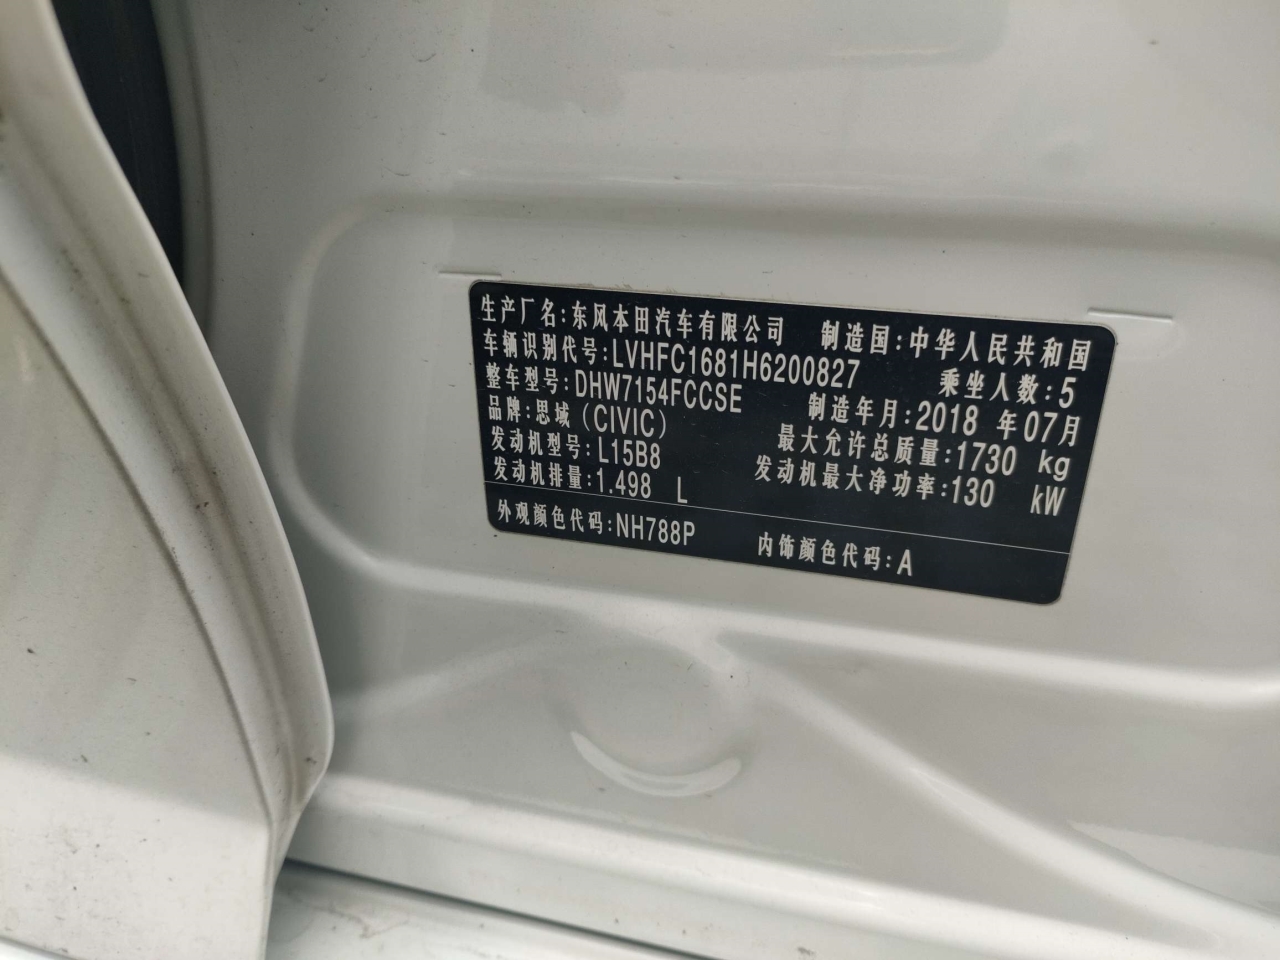 生产厂名:东风本田汽车有限公司 制造国:中华人民共和国
车辆识别代号:LVHFC1681H6200827 乘坐人数:5
整车型号:DHW7154FCCSE 制造年月:2018 年 07月
品牌:思域(CIVIC) 最大允许总质量:1730 kg
发动机型号:L15B8 发动机最大净功率:130 kW
发动机排量:1.498 L
外观颜色代码:NH788P 内饰颜色代码:A